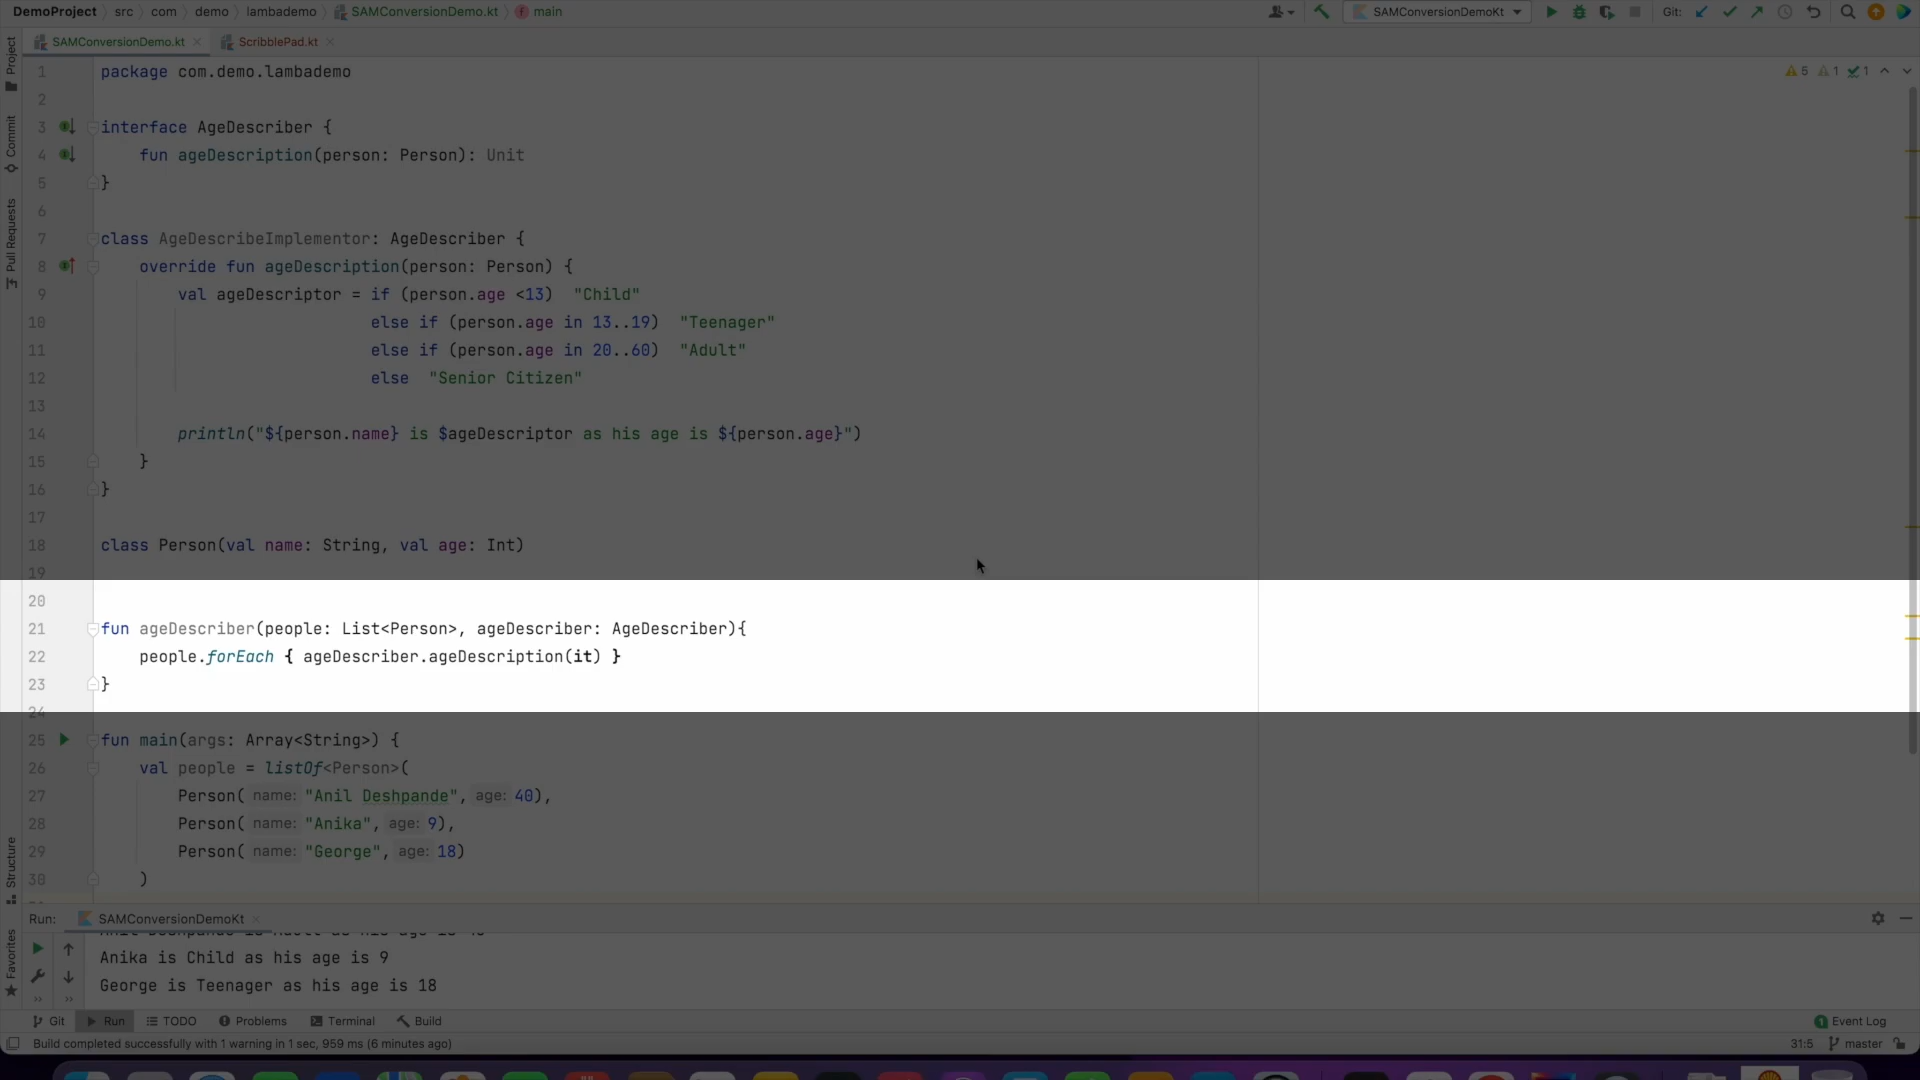 DemoProject src com demo lambademo SAMConversionDemo.kt main SAMConversionDemoKt Git:
SAMConversionDemo.kt ScribblePad.kt
Project
Commit
Pull Requests
Structure
Favorites
5 1 1
1 package com.demo.lambademo
2
3 interface AgeDescriber {
4 fun ageDescription(person: Person): Unit
5 }
6
7 class AgeDescribeImplementor: AgeDescriber {
8 override fun ageDescription(person: Person) {
9 val ageDescriptor = if (person.age <13) "Child"
10 else if (person.age in 13..19) "Teenager"
11 else if (person.age in 20..60) "Adult"
12 else "Senior Citizen"
13
14 println("${person.name} is $ageDescriptor as his age is ${person.age}")
15 }
16 }
17
18 class Person(val name: String, val age: Int)
19
20
21 fun ageDescriber(people: List<Person>, ageDescriber: AgeDescriber){
22 people.forEach { ageDescriber.ageDescription(it) }
23 }
24
25 fun main(args: Array<String>) {
26 val people = listOf<Person>(
27 Person( name: "Anil Deshpande", age: 40),
28 Person( name: "Anika", age: 9),
29 Person( name: "George", age: 18)
30 )
Run: SAMConversionDemoKt
Anika is Child as his age is 9
George is Teenager as his age is 18
Git Run TODO Problems Terminal Build 1 Event Log
Build completed successfully with 1 warning in 1 sec, 959 ms (6 minutes ago) 31:5 master